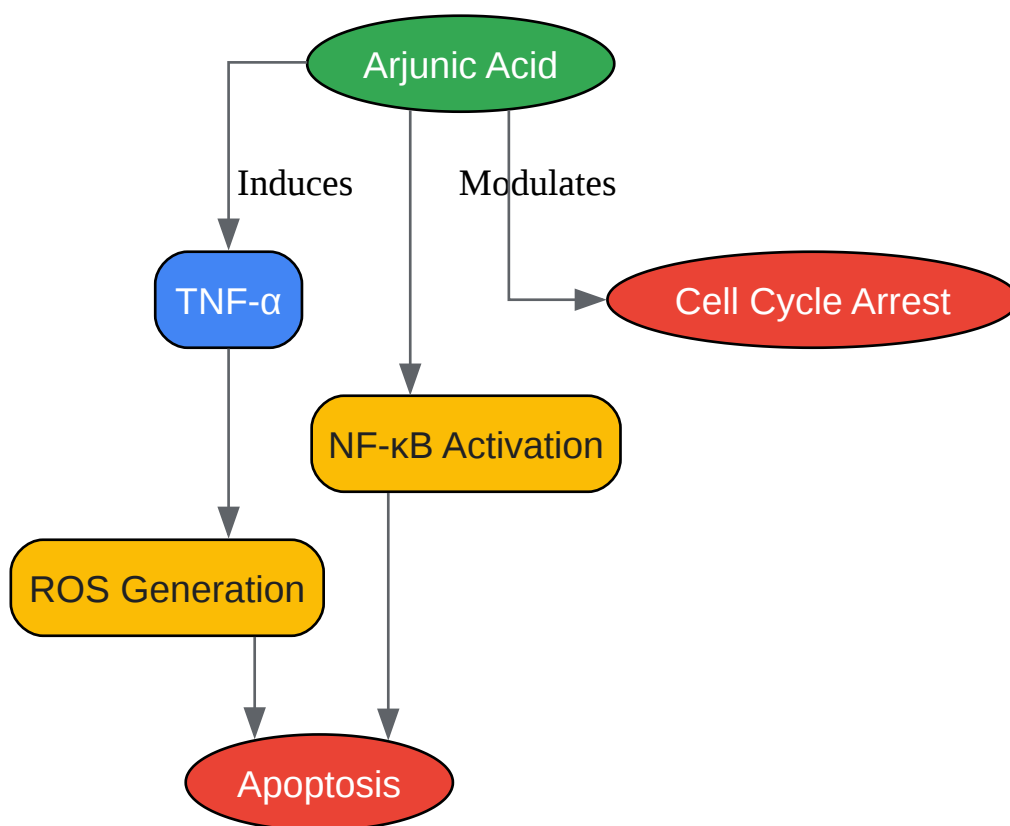 Arjunic Acid
Induces
Modulates
TNF-α
Cell Cycle Arrest
NF-κB Activation
ROS Generation
Apoptosis